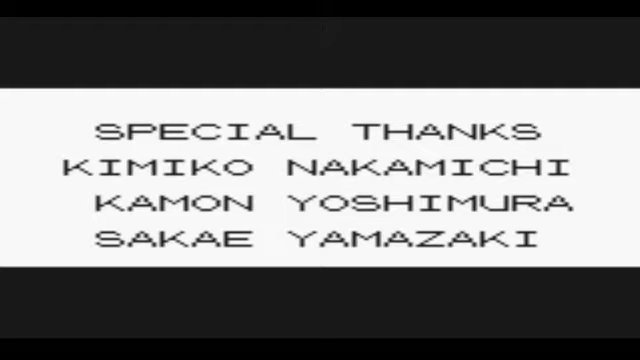 SPECIAL THANKS
KIMIKO NAKAMICHI
KAMON YOSHIMURA
SAKAE YAMAZAKI